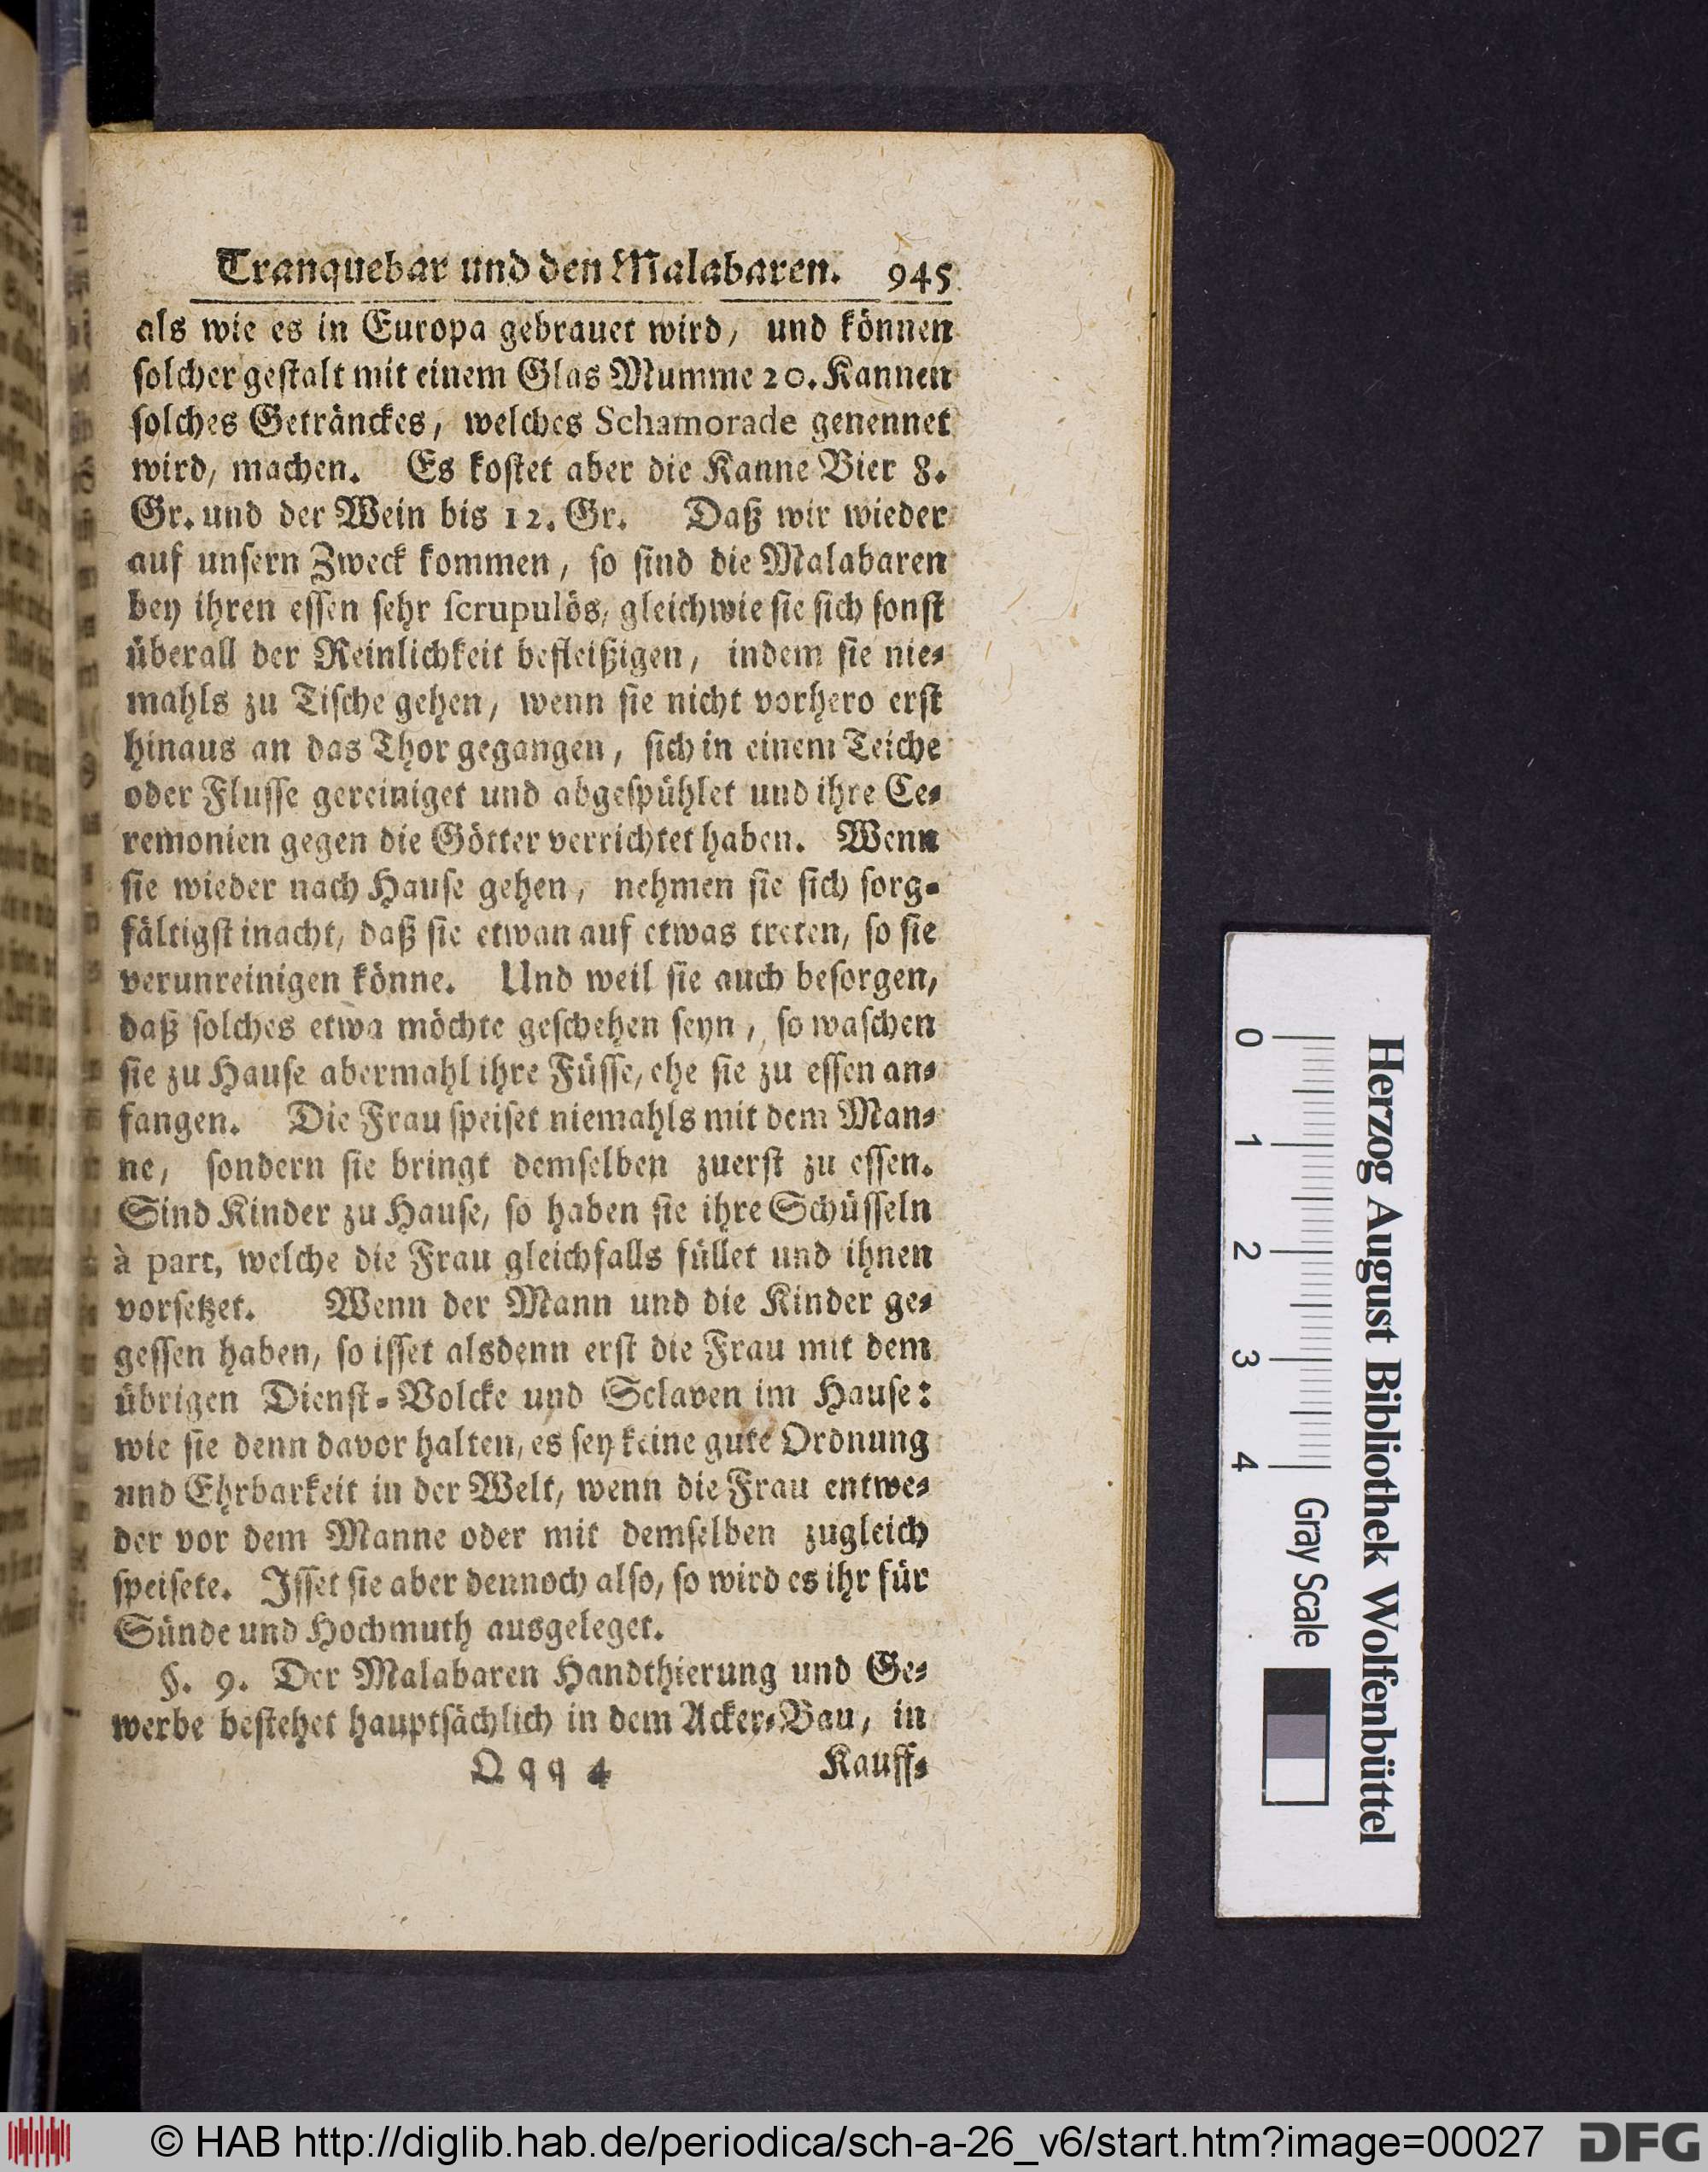 Tranquebar und den Malabaren. 945
als wie es in Europa gebrauet wird, und können
solcher gestalt mit einem Glas Mumme 20. Kannen
solches Getränckes, welches Schamorade genennet
wird, machen. Es kostet aber die Kanne Bier 8.
Gr. und der Wein bis 12. Gr. Daß wir wieder
auf unsern Zweck kommen, so sind die Malabaren
bey ihren essen sehr scrupulös, gleichwie sie sich sonst
überall der Reinlichkeit befleißigen, indem sie nie-
mahls zu Tische gehen, wenn sie nicht vorhero erst
hinaus an das Thor gegangen, sich in einem Teiche
oder Flusse gereiniget und abgespühlet und ihre Ce-
remonien gegen die Götter verrichtet haben. Wenn
sie wieder nach Hause gehen, nehmen sie sich sorg-
fältigst inacht, daß sie etwan auf etwas treten, so sie
verunreinigen könne. Und weil sie auch besorgen,
daß solches etwa möchte geschehen seyn, so waschen
sie zu Hause abermahl ihre Füsse, ehe sie zu essen an-
fangen. Die Frau speiset niemahls mit dem Man-
ne, sondern sie bringt demselben zuerst zu essen.
Sind Kinder zu Hause, so haben sie ihre Schüsseln
à part, welche die Frau gleichfalls füllet und ihnen
vorsetzet. Wenn der Mann und die Kinder ge-
gessen haben, so isset alsdenn erst die Frau mit dem
übrigen Dienst-Volcke und Sclaven im Hause:
wie sie denn davor halten, es sey keine gute Ordnung
und Ehrbarkeit in der Welt, wenn die Frau entwe-
der vor dem Manne oder mit demselben zugleich
speisete. Isset sie aber dennoch also, so wird es ihr für
Sünde und Hochmuth ausgeleget.
§. 9. Der Malabaren Handthierung und Ge-
werbe bestehet hauptsächlich in dem Acker-Bau, in
Qqq 4 Kauff-
Herzog August Bibliothek Wolfenbüttel
0 1 2 3 4 Gray Scale
© HAB http://diglib.hab.de/periodica/sch-a-26_v6/start.htm?image=00027 DFG